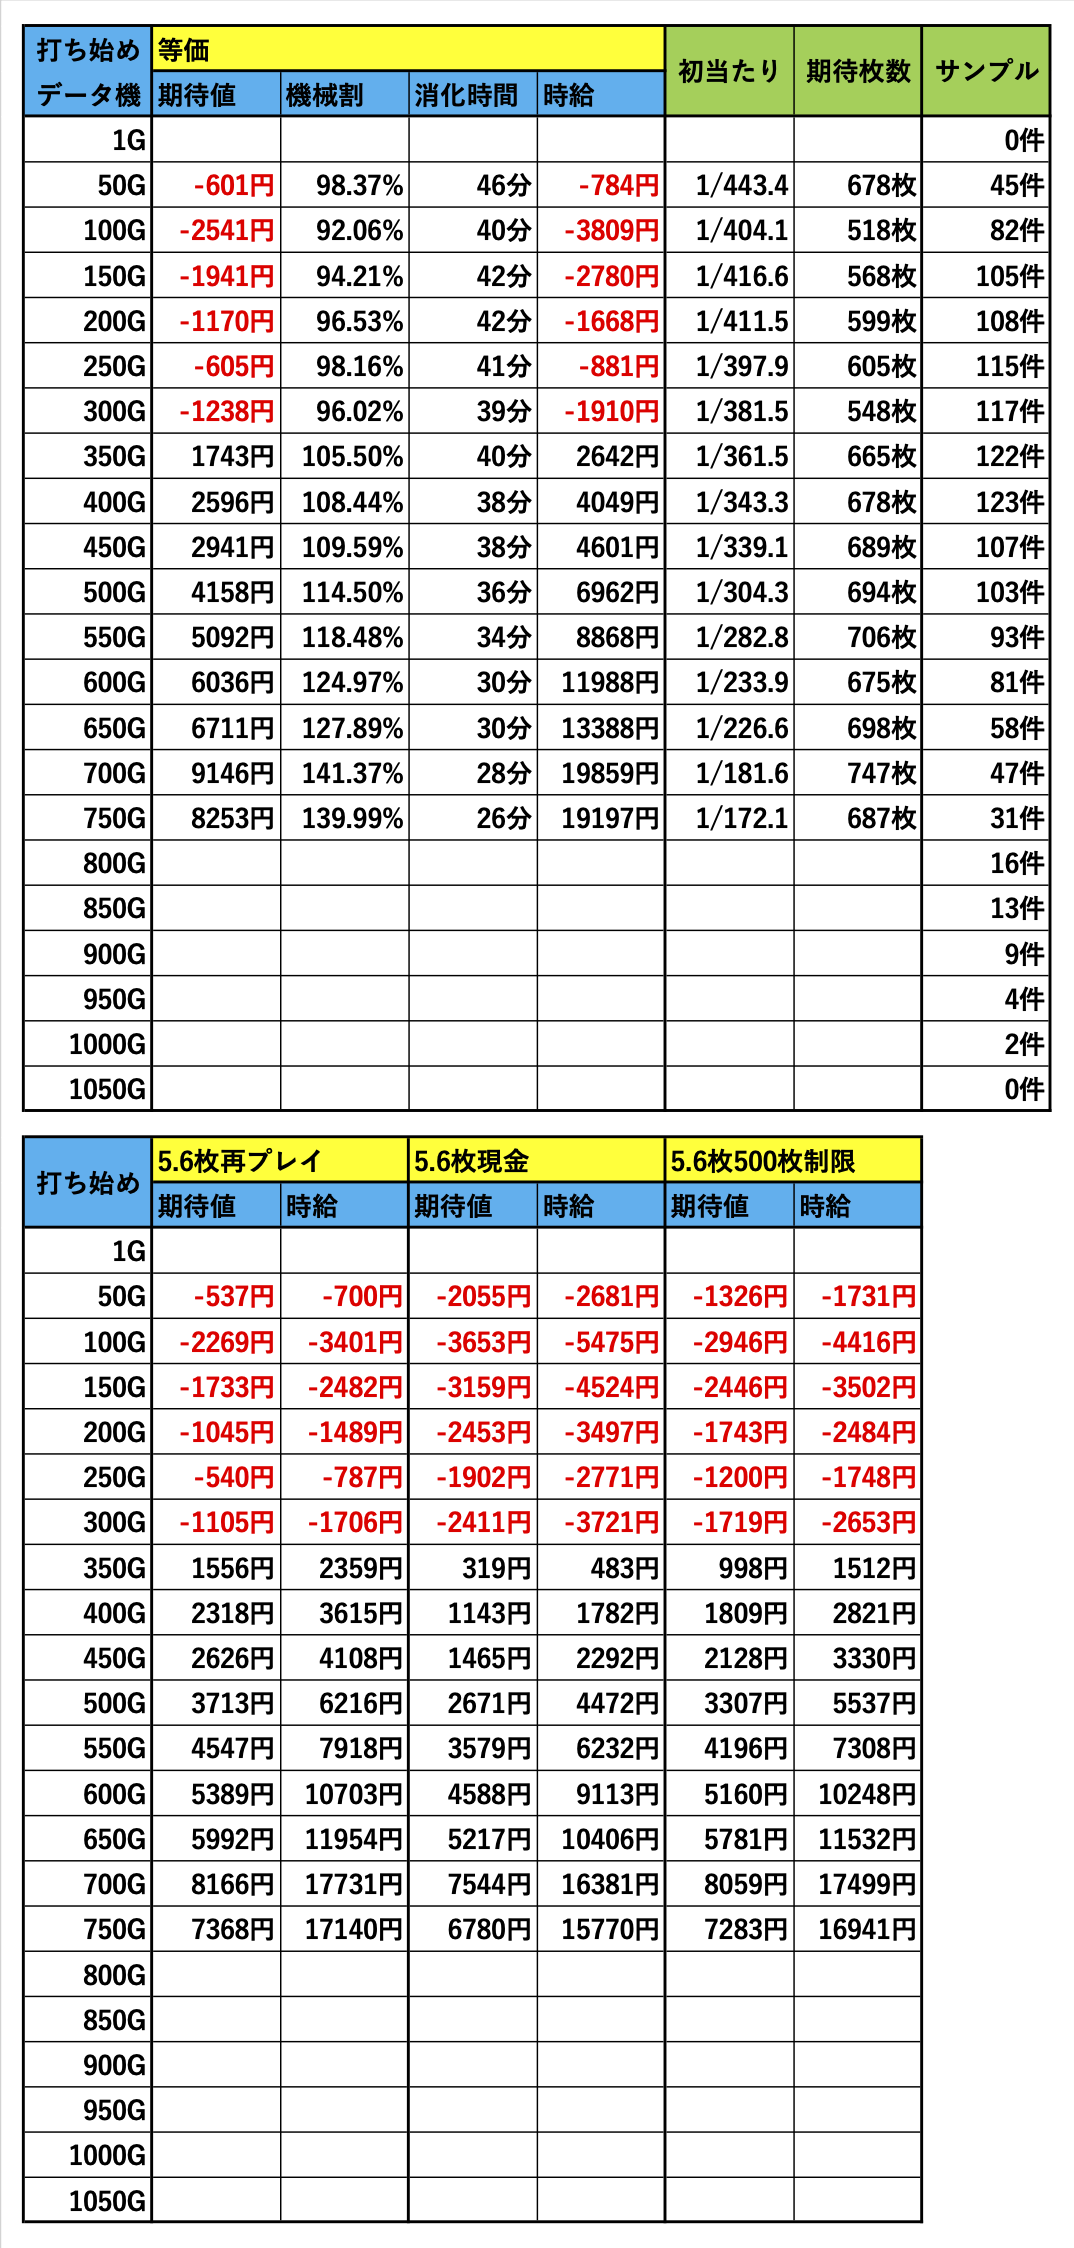 打ち始め 等価 初当たり 期待枚数 サンプル
データ機 期待値 機械割 消化時間 時給
1G 0件
50G -601円 98.37% 46分 -784円 1/443.4 678枚 45件
100G -2541円 92.06% 40分 -3809円 1/404.1 518枚 82件
150G -1941円 94.21% 42分 -2780円 1/416.6 568枚 105件
200G -1170円 96.53% 42分 -1668円 1/411.5 599枚 108件
250G -605円 98.16% 41分 -881円 1/397.9 605枚 115件
300G -1238円 96.02% 39分 -1910円 1/381.5 548枚 117件
350G 1743円 105.50% 40分 2642円 1/361.5 665枚 122件
400G 2596円 108.44% 38分 4049円 1/343.3 678枚 123件
450G 2941円 109.59% 38分 4601円 1/339.1 689枚 107件
500G 4158円 114.50% 36分 6962円 1/304.3 694枚 103件
550G 5092円 118.48% 34分 8868円 1/282.8 706枚 93件
600G 6036円 124.97% 30分 11988円 1/233.9 675枚 81件
650G 6711円 127.89% 30分 13388円 1/226.6 698枚 58件
700G 9146円 141.37% 28分 19859円 1/181.6 747枚 47件
750G 8253円 139.99% 26分 19197円 1/172.1 687枚 31件
800G 16件
850G 13件
900G 9件
950G 4件
1000G 2件
1050G 0件
打ち始め 5.6枚再プレイ 5.6枚現金 5.6枚500枚制限
期待値 時給 期待値 時給 期待値 時給
1G
50G -537円 -700円 -2055円 -2681円 -1326円 -1731円
100G -2269円 -3401円 -3653円 -5475円 -2946円 -4416円
150G -1733円 -2482円 -3159円 -4524円 -2446円 -3502円
200G -1045円 -1489円 -2453円 -3497円 -1743円 -2484円
250G -540円 -787円 -1902円 -2771円 -1200円 -1748円
300G -1105円 -1706円 -2411円 -3721円 -1719円 -2653円
350G 1556円 2359円 319円 483円 998円 1512円
400G 2318円 3615円 1143円 1782円 1809円 2821円
450G 2626円 4108円 1465円 2292円 2128円 3330円
500G 3713円 6216円 2671円 4472円 3307円 5537円
550G 4547円 7918円 3579円 6232円 4196円 7308円
600G 5389円 10703円 4588円 9113円 5160円 10248円
650G 5992円 11954円 5217円 10406円 5781円 11532円
700G 8166円 17731円 7544円 16381円 8059円 17499円
750G 7368円 17140円 6780円 15770円 7283円 16941円
800G
850G
900G
950G
1000G
1050G